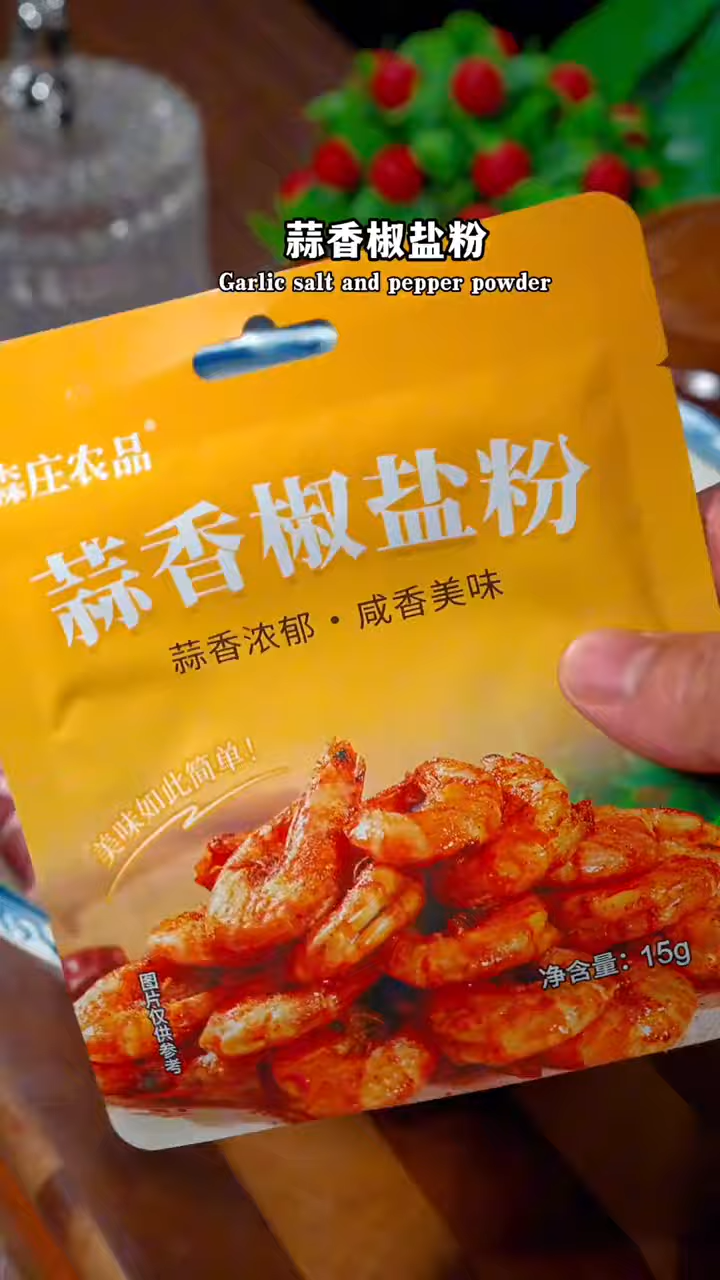 蒜香椒盐粉
Garlic salt and pepper powder
森庄农品
蒜香椒盐粉
蒜香浓郁·咸香美味
美味如此简单!
净含量：15g
图片仅供参考